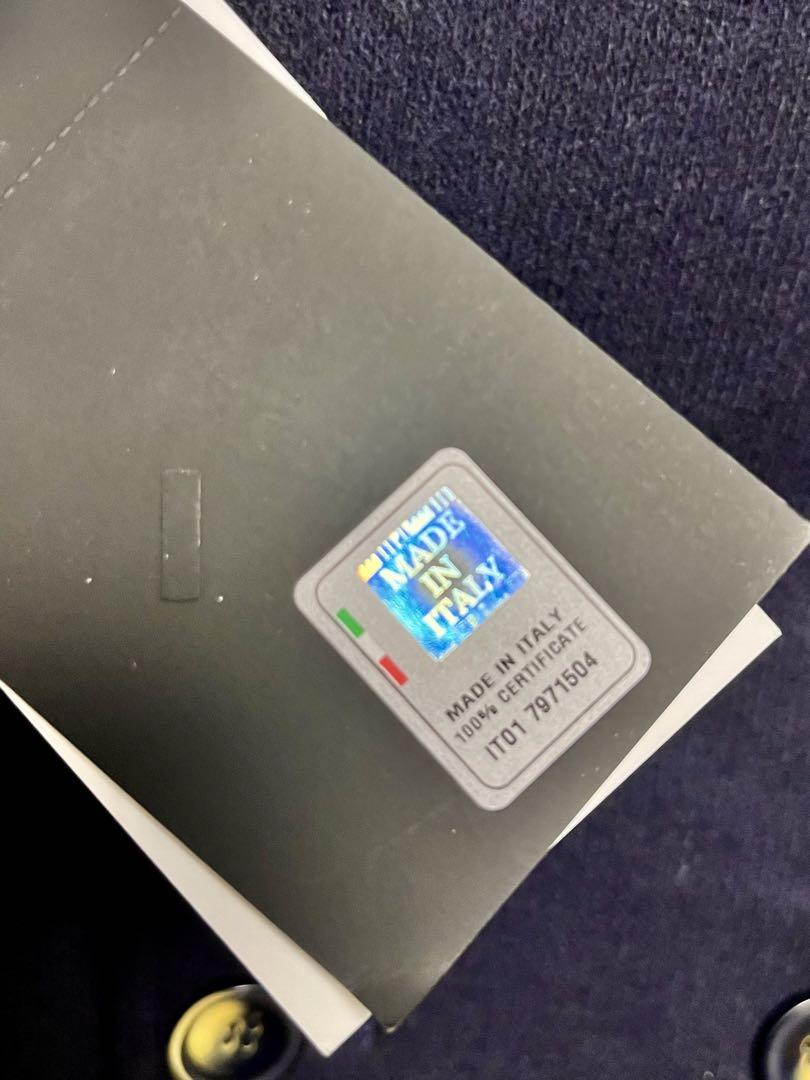 MADE
IN
ITALY
MADE IN ITALY
100% CERTIFICATE
IT01 7971504